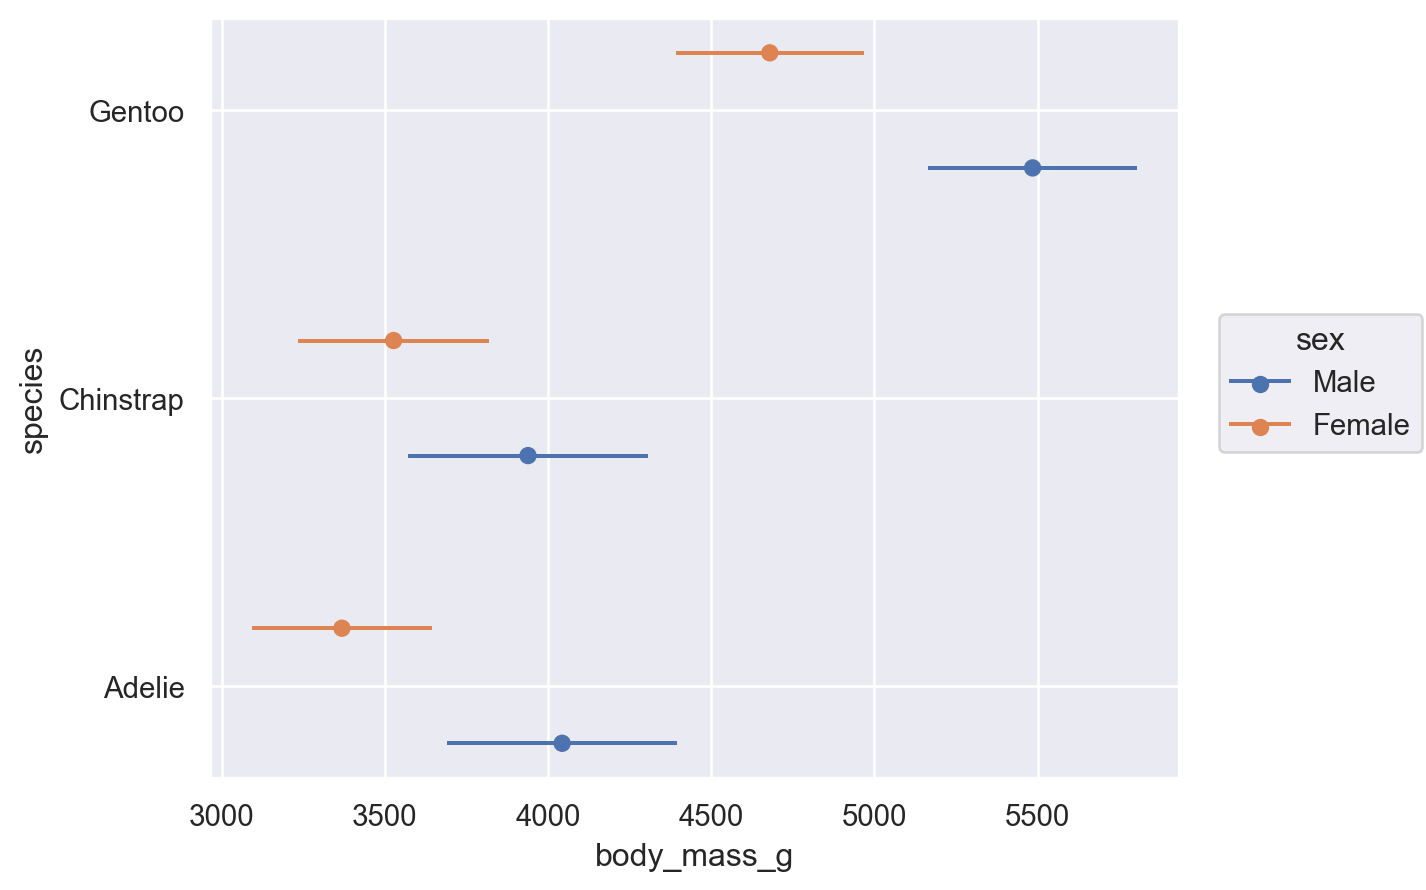 Gentoo
Chinstrap
Adelie
species
3000 3500 4000 4500 5000 5500
body_mass_g
sex
Male
Female